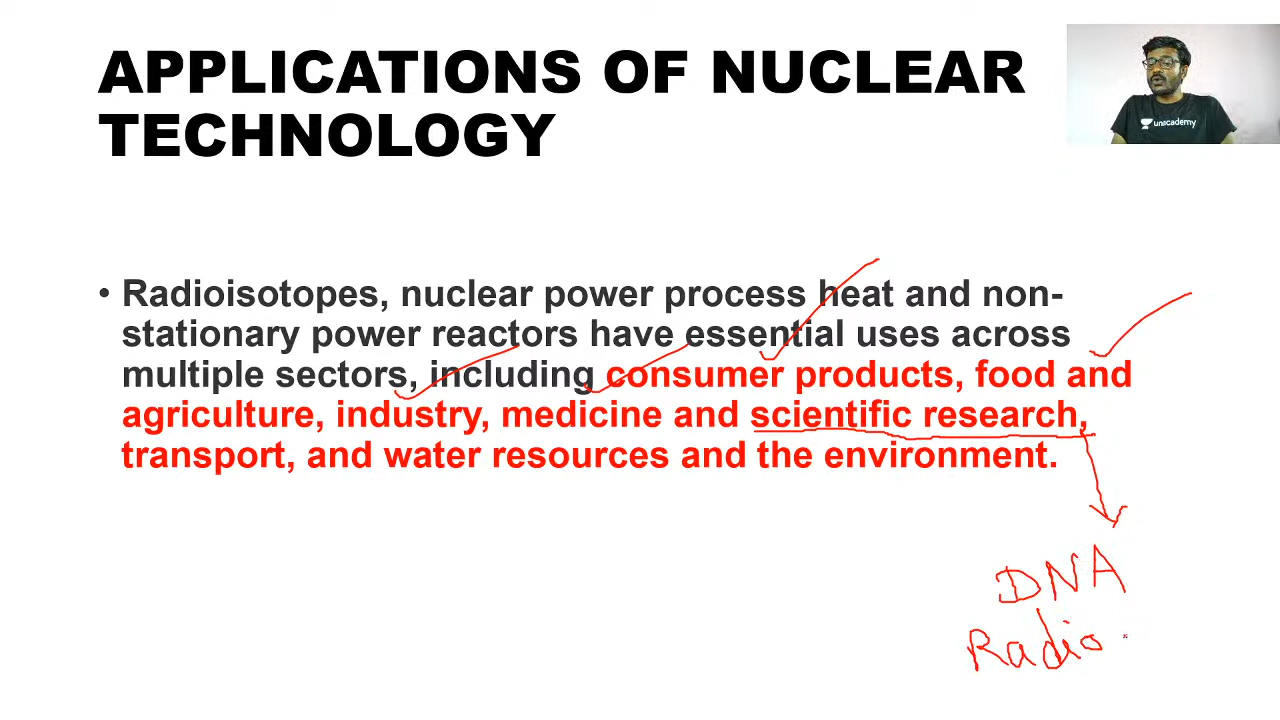 APPLICATIONS OF NUCLEAR
TECHNOLOGY
unacademy
• Radioisotopes, nuclear power process heat and non-
stationary power reactors have essential uses across
multiple sectors, including consumer products, food and
agriculture, industry, medicine and scientific research,
transport, and water resources and the environment.
DNA
Radio